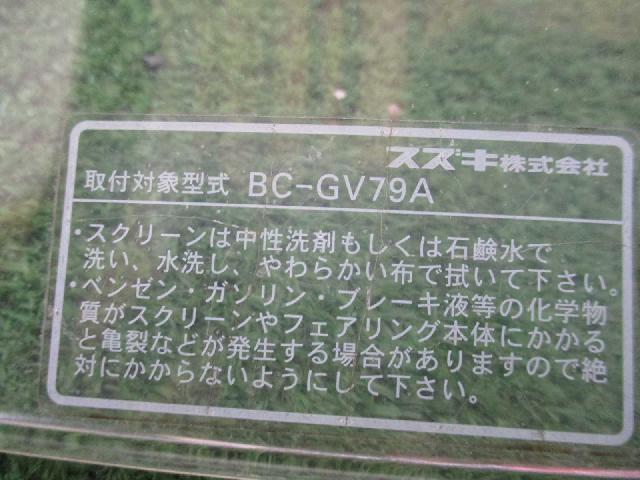 スズキ株式会社
取付対象型式 BC-GV79A
・スクリーンは中性洗剤もしくは石鹸水で
洗い、水洗し、やわらかい布で拭いて下さい。
・ベンゼン・ガソリン・ブレーキ液等の化学物
質がスクリーンやフェアリング本体にかかる
と亀裂などが発生する場合がありますので絶
対にかからないようにして下さい。